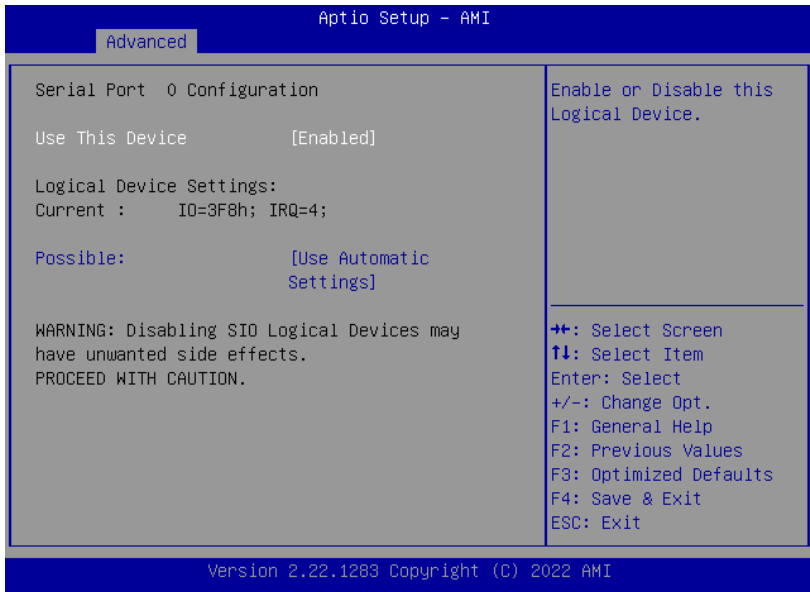 Aptio Setup – AMI
Advanced
Serial Port 0 Configuration
Use This Device [Enabled]
Logical Device Settings:
Current : IO=3F8h; IRQ=4;
Possible: [Use Automatic
Settings]
WARNING: Disabling SIO Logical Devices may
have unwanted side effects.
PROCEED WITH CAUTION.
Enable or Disable this
Logical Device.
→←: Select Screen
↑↓: Select Item
Enter: Select
+/-: Change Opt.
F1: General Help
F2: Previous Values
F3: Optimized Defaults
F4: Save & Exit
ESC: Exit
Version 2.22.1283 Copyright (C) 2022 AMI